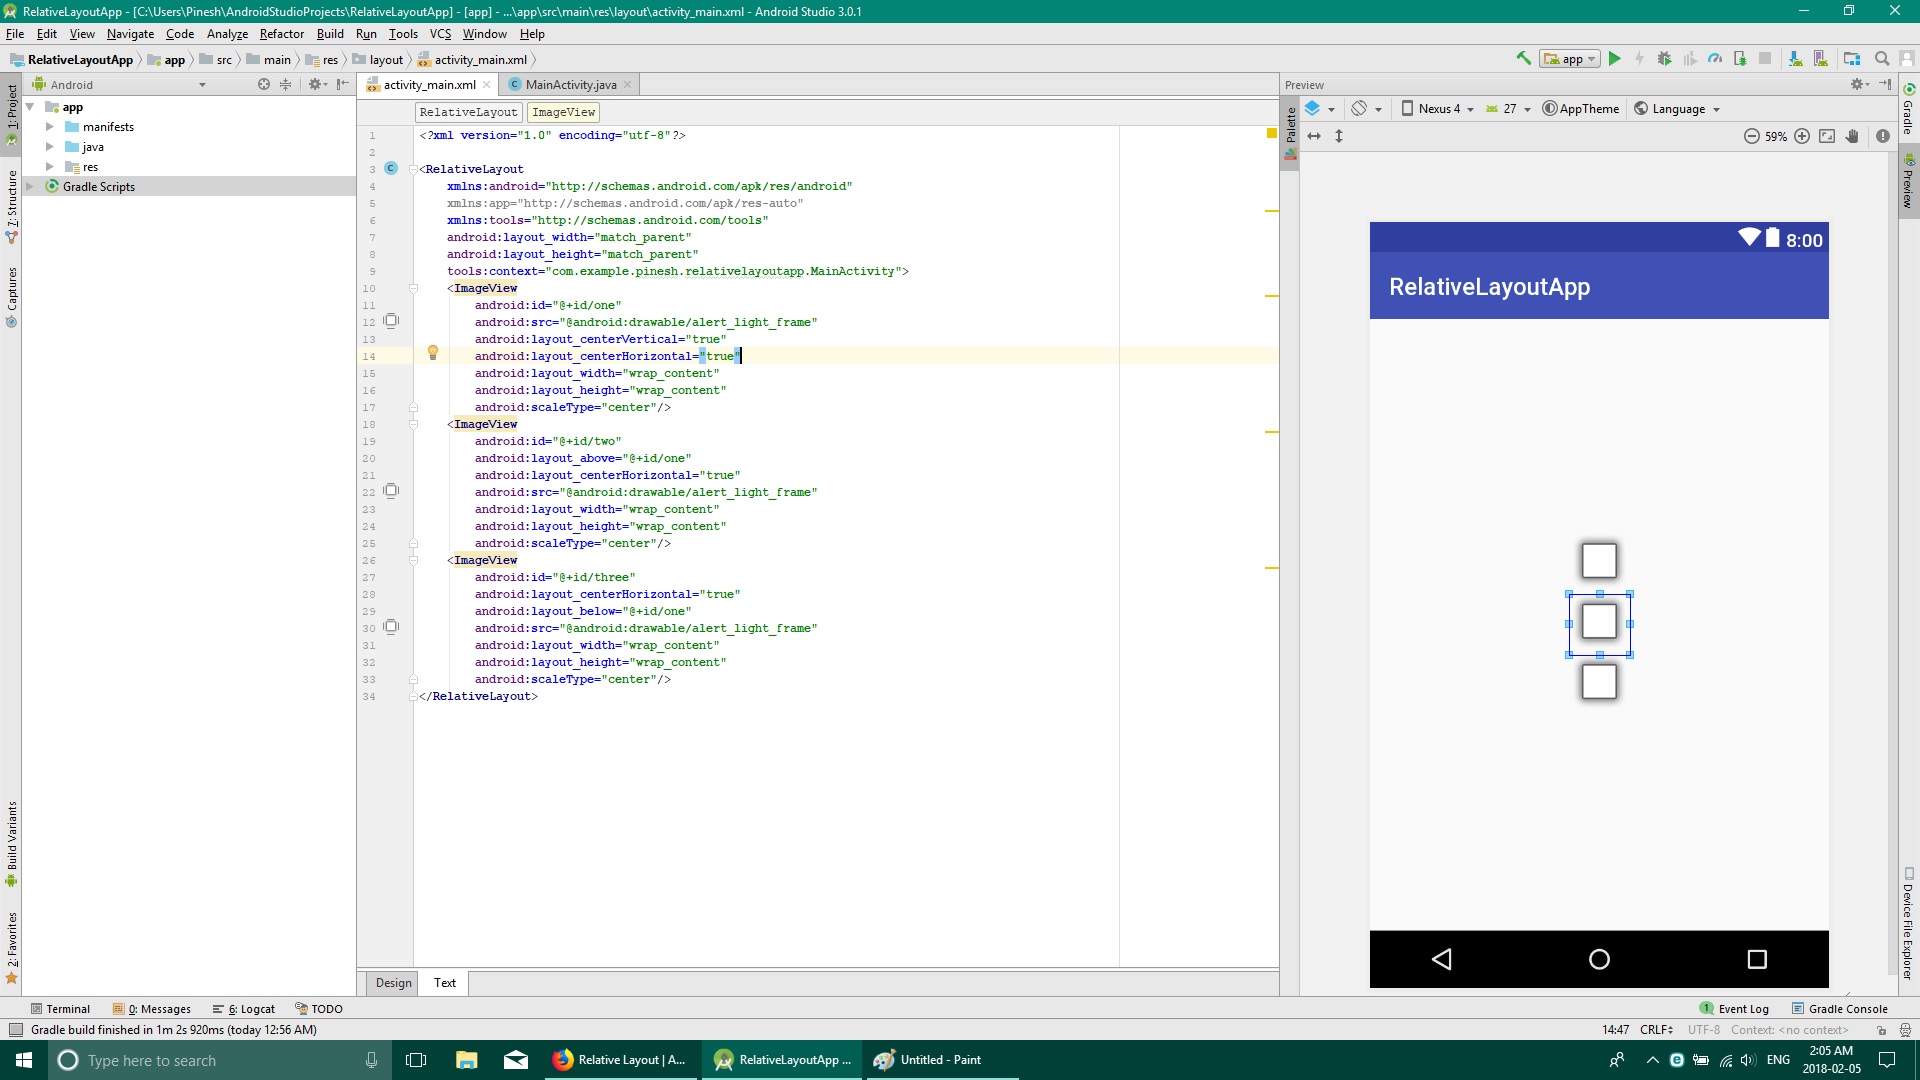 RelativeLayoutApp - [C:\Users\Pinesh\AndroidStudioProjects\RelativeLayoutApp] - [app] - ...\app\src\main\res\layout\activity_main.xml - Android Studio 3.0.1
File Edit View Navigate Code Analyze Refactor Build Run Tools VCS Window Help
RelativeLayoutApp app src main res layout activity_main.xml app
Android activity_main.xml MainActivity.java Preview
RelativeLayout ImageView
Nexus 4 27 AppTheme Language
59%
1: Project
7: Structure
Captures
Build Variants
2: Favorites
app
manifests
java
res
Gradle Scripts
1 <?xml version="1.0" encoding="utf-8"?>
2
3 <RelativeLayout
4 xmlns:android="http://schemas.android.com/apk/res/android"
5 xmlns:app="http://schemas.android.com/apk/res-auto"
6 xmlns:tools="http://schemas.android.com/tools"
7 android:layout_width="match_parent"
8 android:layout_height="match_parent"
9 tools:context="com.example.pinesh.relativelayoutapp.MainActivity">
10 <ImageView
11 android:id="@+id/one"
12 android:src="@android:drawable/alert_light_frame"
13 android:layout_centerVertical="true"
14 android:layout_centerHorizontal="true"
15 android:layout_width="wrap_content"
16 android:layout_height="wrap_content"
17 android:scaleType="center"/>
18 <ImageView
19 android:id="@+id/two"
20 android:layout_above="@+id/one"
21 android:layout_centerHorizontal="true"
22 android:src="@android:drawable/alert_light_frame"
23 android:layout_width="wrap_content"
24 android:layout_height="wrap_content"
25 android:scaleType="center"/>
26 <ImageView
27 android:id="@+id/three"
28 android:layout_centerHorizontal="true"
29 android:layout_below="@+id/one"
30 android:src="@android:drawable/alert_light_frame"
31 android:layout_width="wrap_content"
32 android:layout_height="wrap_content"
33 android:scaleType="center"/>
34 </RelativeLayout>
Palette
8:00
RelativeLayoutApp
Gradle
Preview
Device File Explorer
Design Text
Terminal 0: Messages 6: Logcat TODO 1 Event Log Gradle Console
Gradle build finished in 1m 2s 920ms (today 12:56 AM) 14:47 CRLF UTF-8 Context: <no context>
Type here to search Relative Layout | A... RelativeLayoutApp ... Untitled - Paint ENG 2:05 AM
2018-02-05